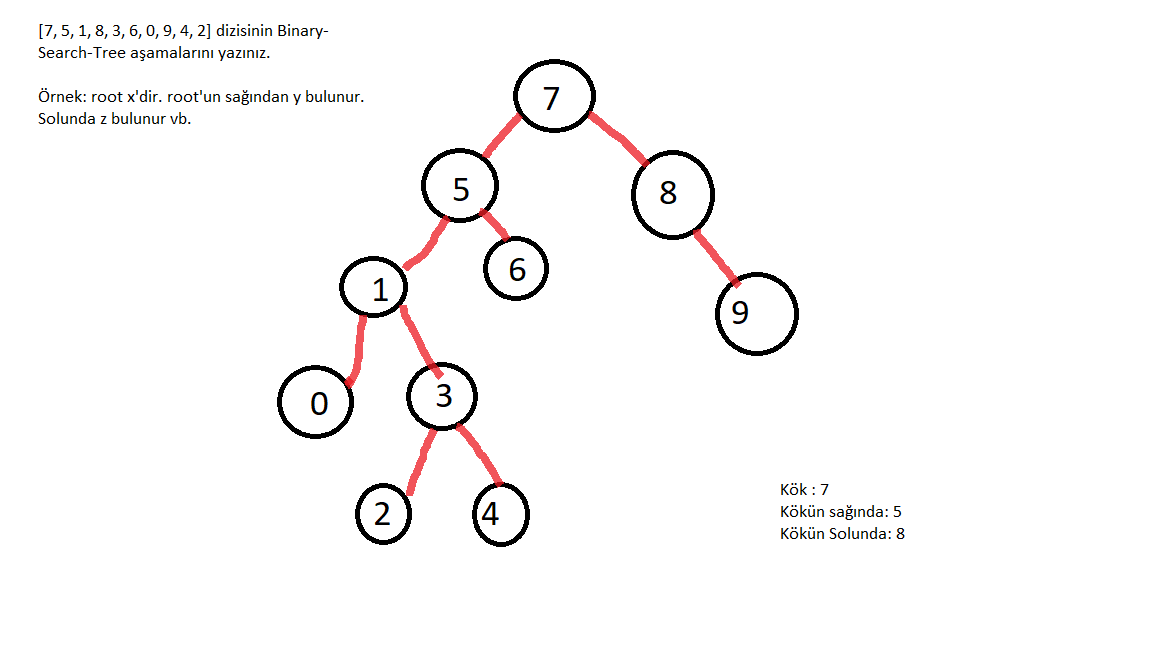 [7, 5, 1, 8, 3, 6, 0, 9, 4, 2] dizisinin Binary-
Search-Tree aşamalarını yazınız.
Örnek: root x'dir. root'un sağından y bulunur.
Solunda z bulunur vb.
7
5
8
1
6
9
0
3
2
4
Kök : 7
Kökün sağında: 5
Kökün Solunda: 8